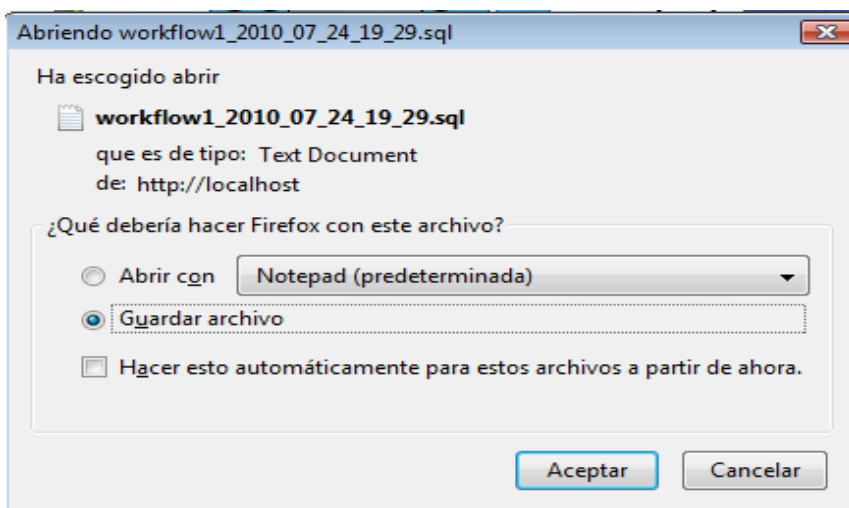 Abriendo workflow1_2010_07_24_19_29.sql
Ha escogido abrir
workflow1_2010_07_24_19_29.sql
que es de tipo: Text Document
de: http://localhost
¿Qué debería hacer Firefox con este archivo?
Abrir con Notepad (predeterminada)
Guardar archivo
Hacer esto automáticamente para estos archivos a partir de ahora.
Aceptar Cancelar